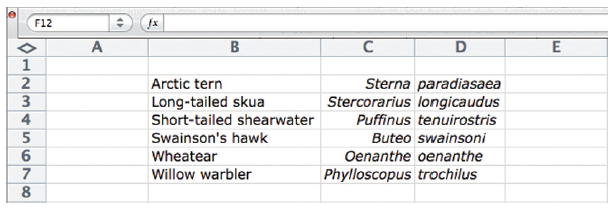 F12 fx
A B C D E
1
2 Arctic tern Sterna paradiasaea
3 Long-tailed skua Stercorarius longicaudus
4 Short-tailed shearwater Puffinus tenuirostris
5 Swainson's hawk Buteo swainsoni
6 Wheatear Oenanthe oenanthe
7 Willow warbler Phylloscopus trochilus
8